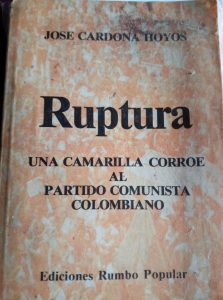 JOSE CARDONA HOYOS
Ruptura
UNA CAMARILLA CORROE
AL
PARTIDO COMUNISTA
COLOMBIANO
Ediciones Rumbo Popular